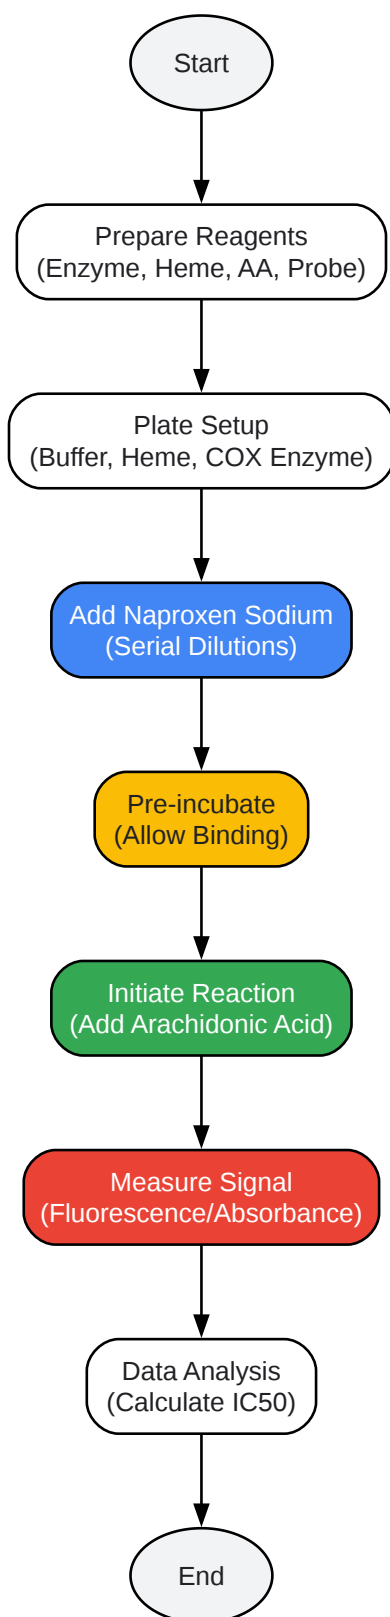 Start
Prepare Reagents
(Enzyme, Heme, AA, Probe)
Plate Setup
(Buffer, Heme, COX Enzyme)
Add Naproxen Sodium
(Serial Dilutions)
Pre-incubate
(Allow Binding)
Initiate Reaction
(Add Arachidonic Acid)
Measure Signal
(Fluorescence/Absorbance)
Data Analysis
(Calculate IC50)
End